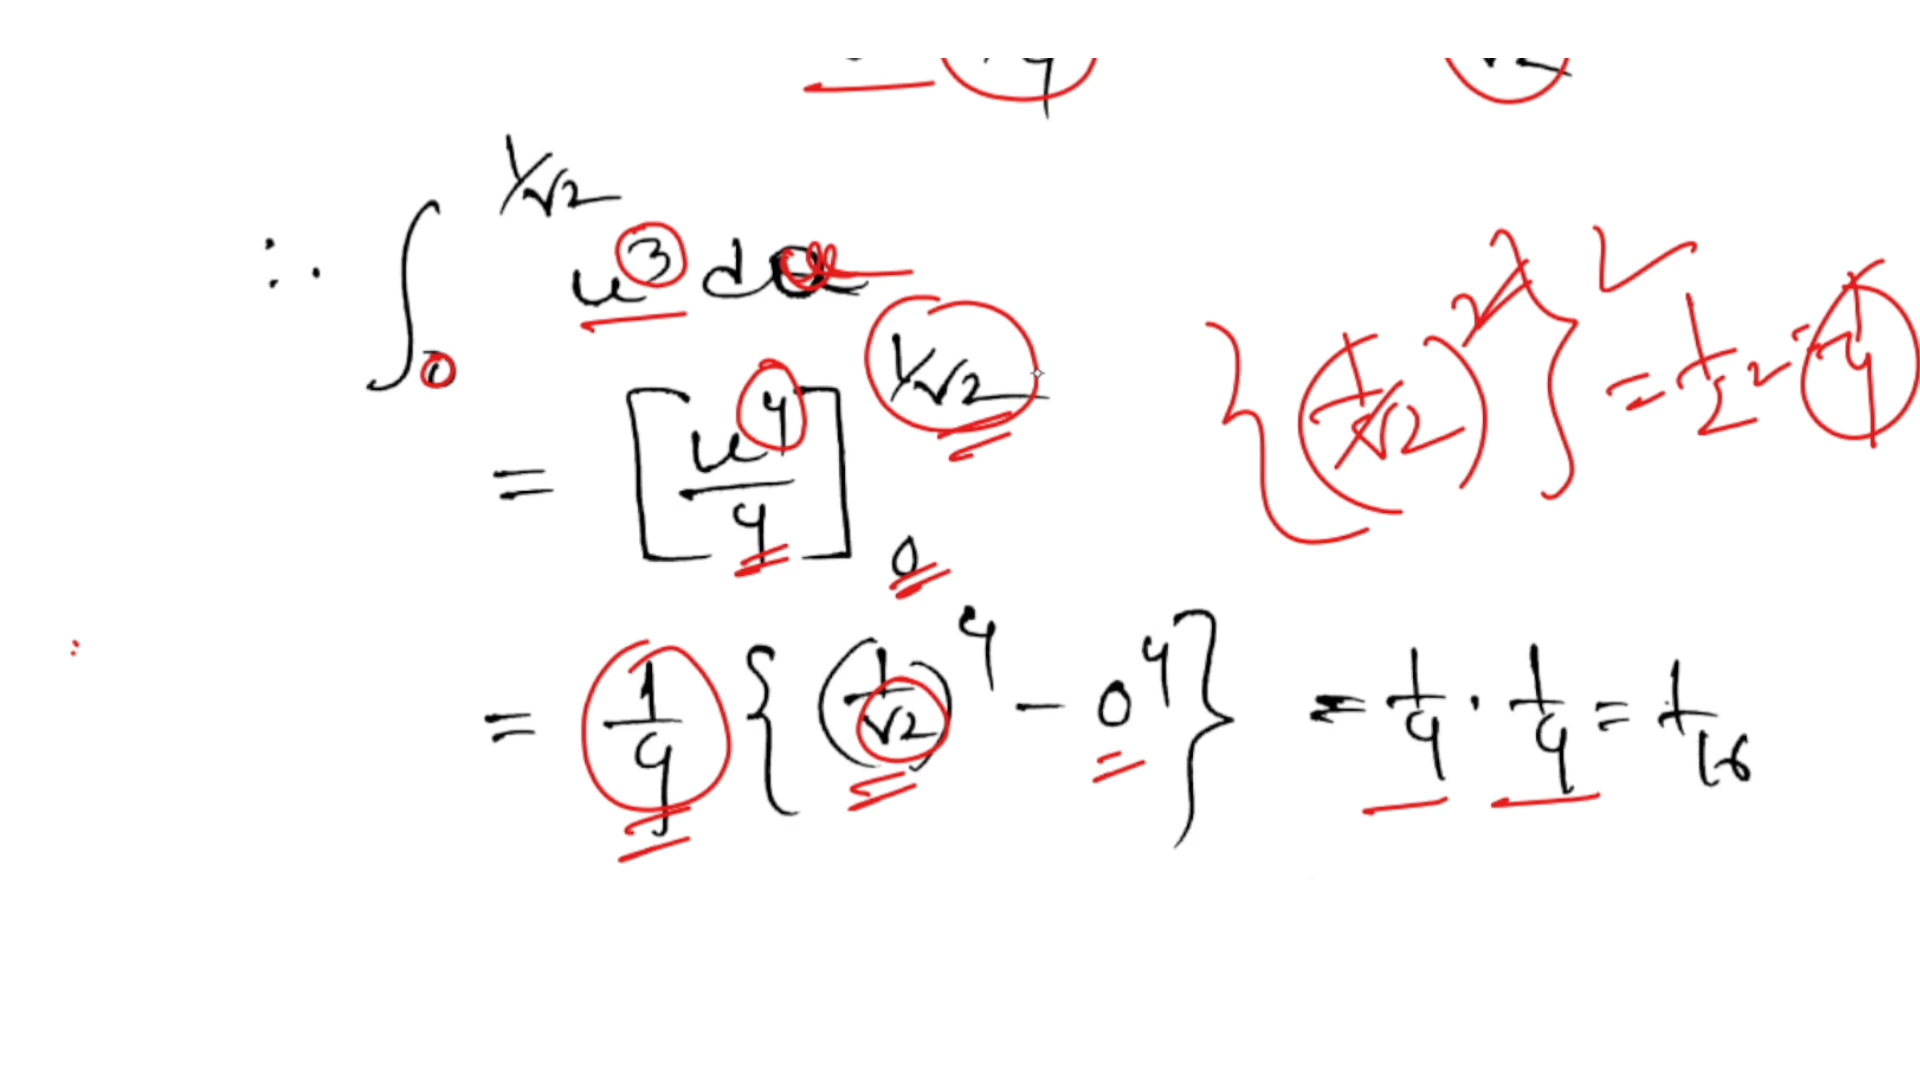 ∴ ∫₀^{1/√2} u³ du
= [u⁴/4]₀^{1/√2}
{(1/√2)²}² = 1/2² = 1/4
= 1/4 {(1/√2)⁴ - 0⁴} = 1/4 · 1/4 = 1/16